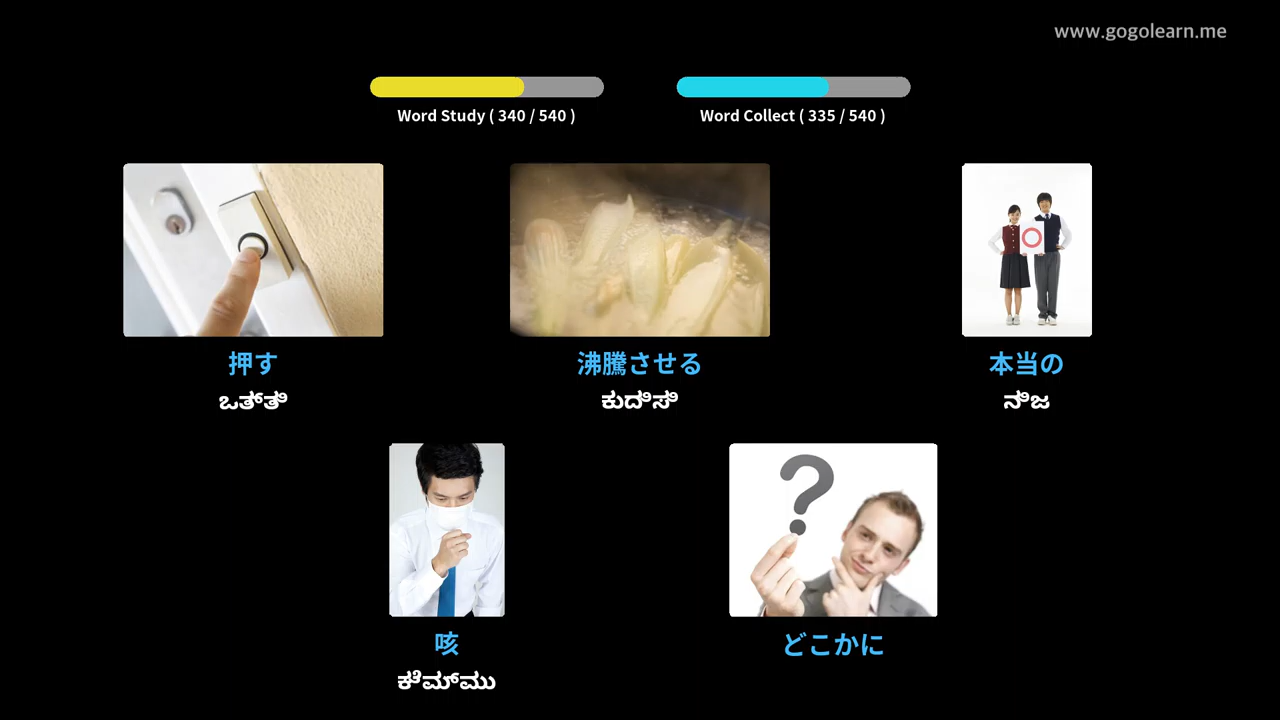 www.gogolearn.me
Word Study ( 340 / 540 )
Word Collect ( 335 / 540 )
押す
ಒತ್ತಿ
沸騰させる
ಕುದಿಸಿ
本当の
ನಿಜ
咳
ಕೆಮ್ಮು
どこかに